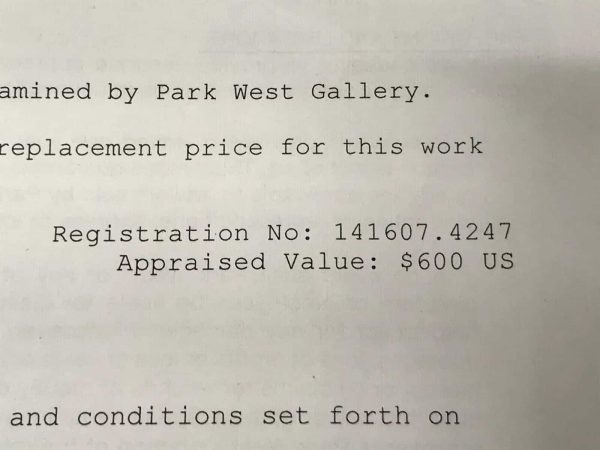 amined by Park West Gallery.
replacement price for this work
Registration No: 141607.4247
Appraised Value: $600 US
and conditions set forth on